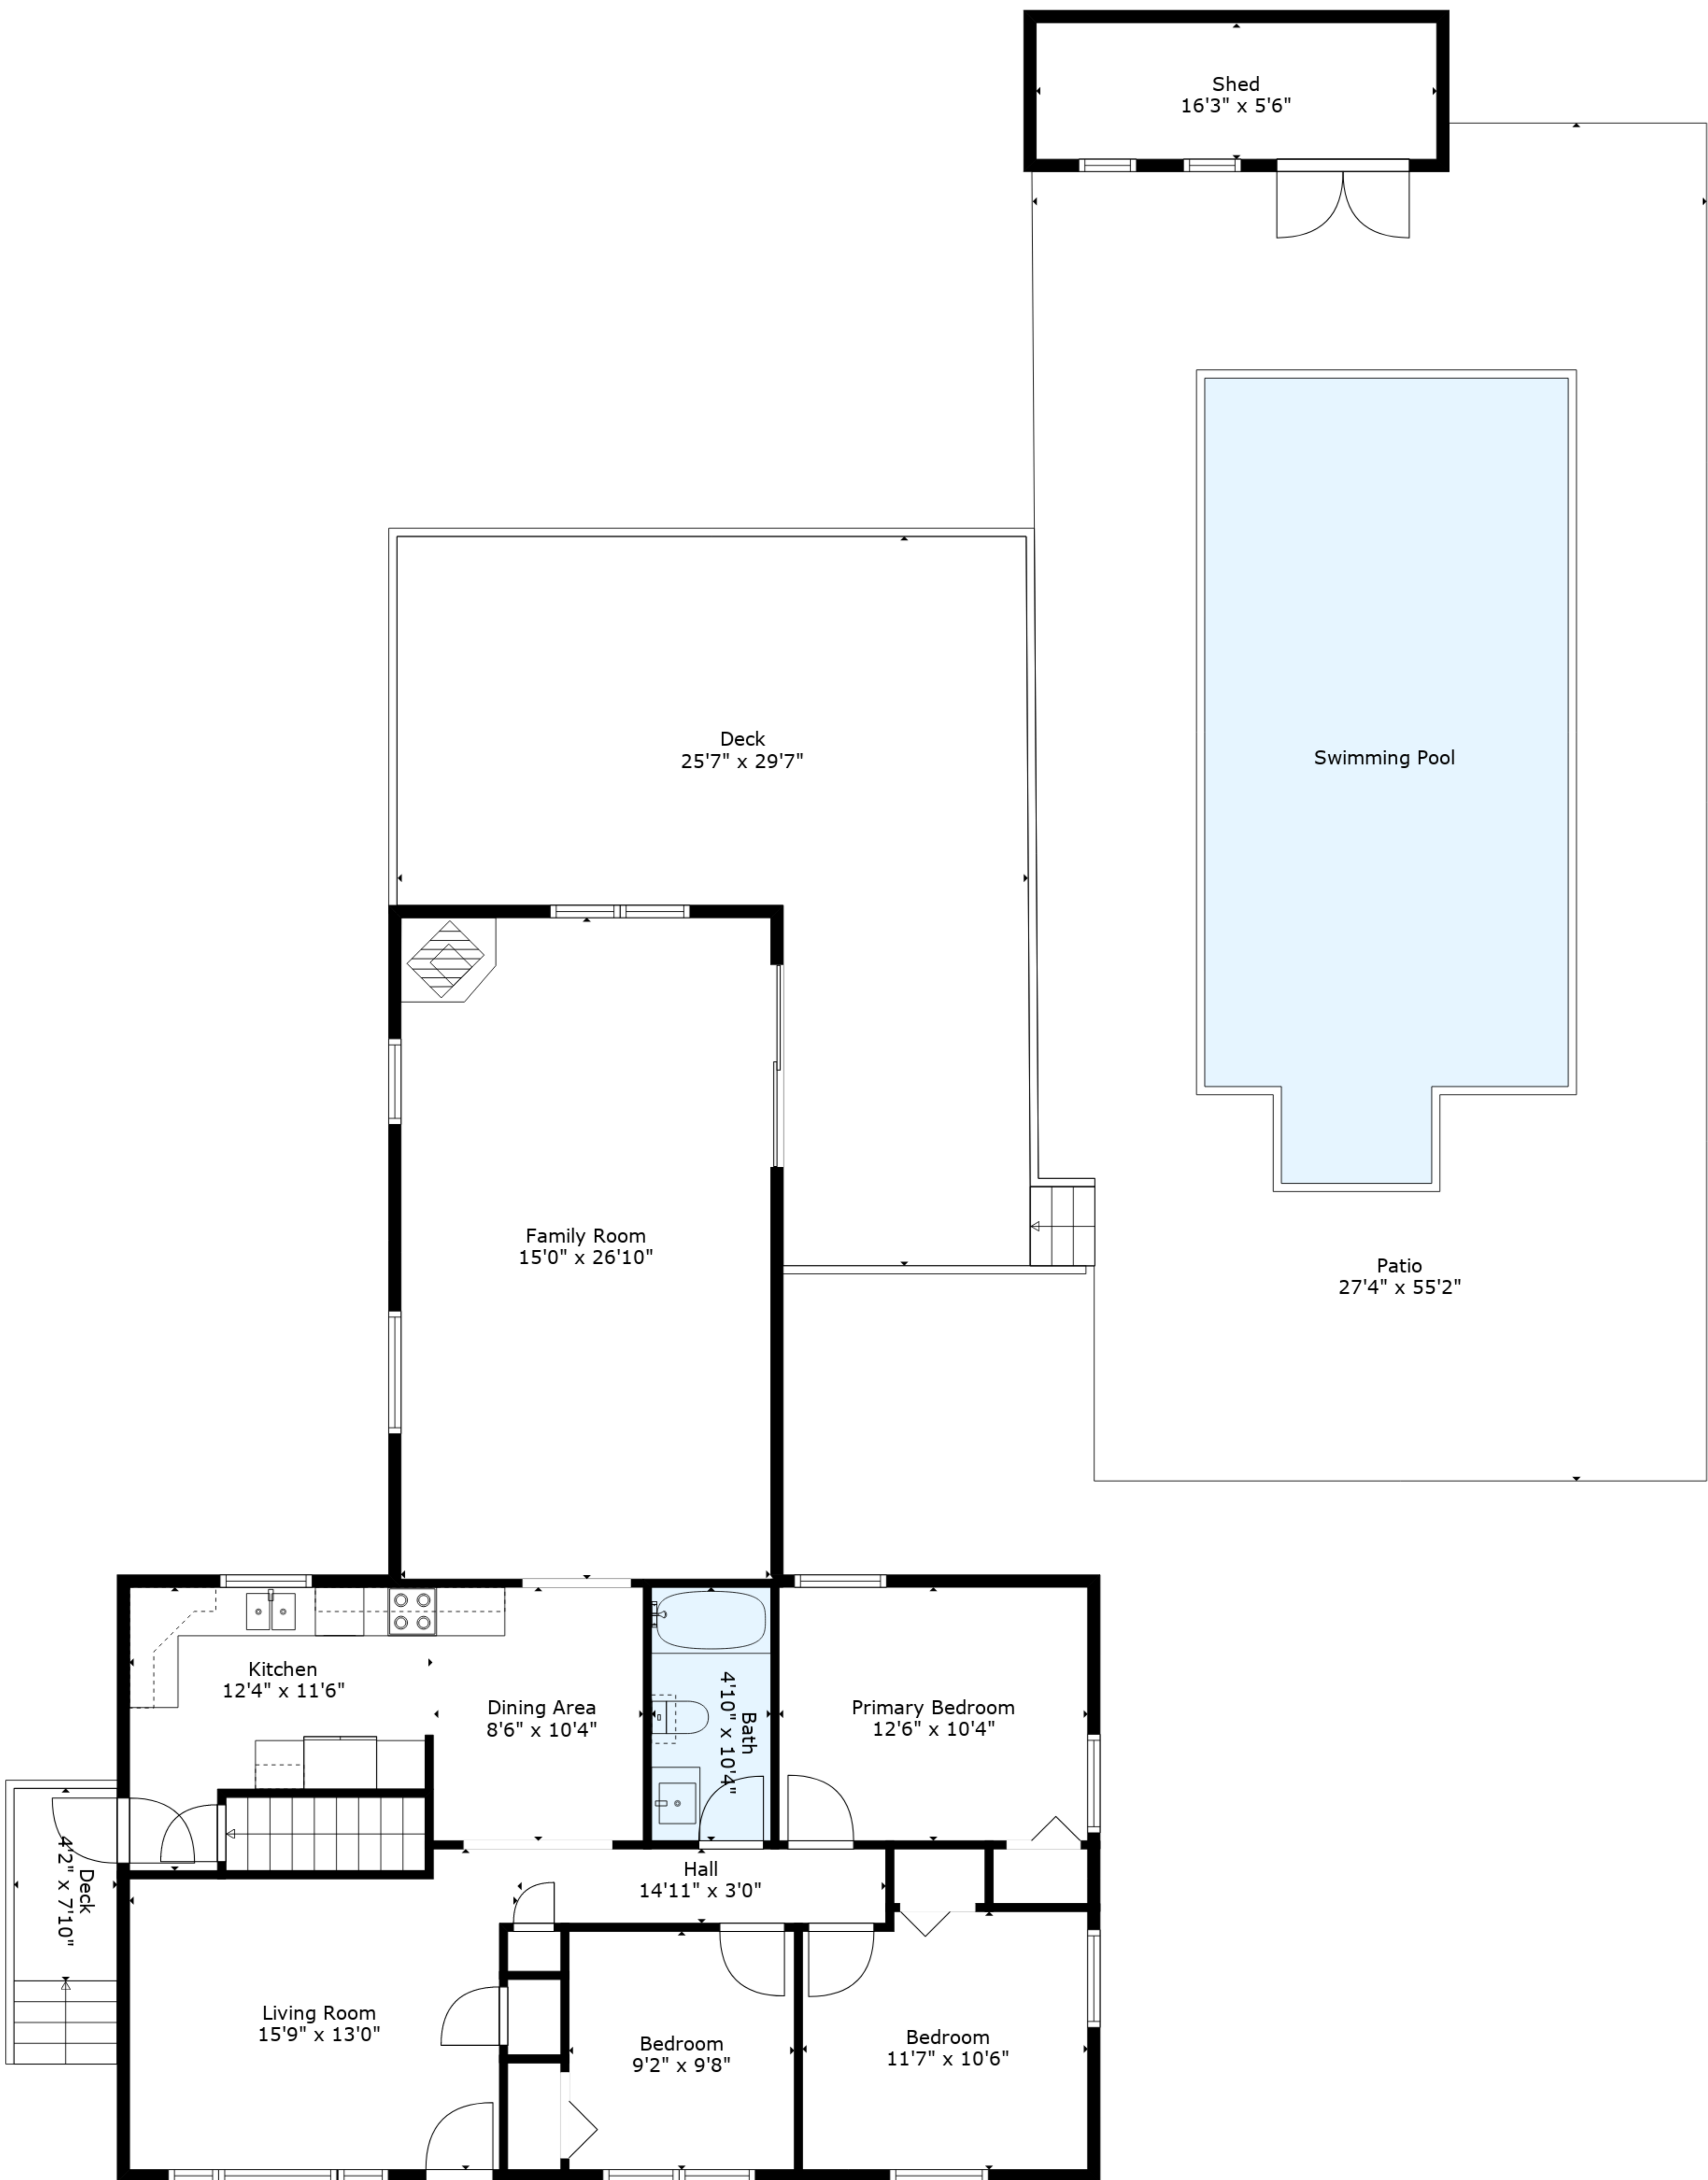 Shed
16'3" x 5'6"
Deck
25'7" x 29'7"
Swimming Pool
Family Room
15'0" x 26'10"
Patio
27'4" x 55'2"
Kitchen
12'4" x 11'6"
Dining Area
8'6" x 10'4"
Bath
4'10" x 10'4"
Primary Bedroom
12'6" x 10'4"
Deck
4'2" x 7'10"
Hall
14'11" x 3'0"
Living Room
15'9" x 13'0"
Bedroom
9'2" x 9'8"
Bedroom
11'7" x 10'6"